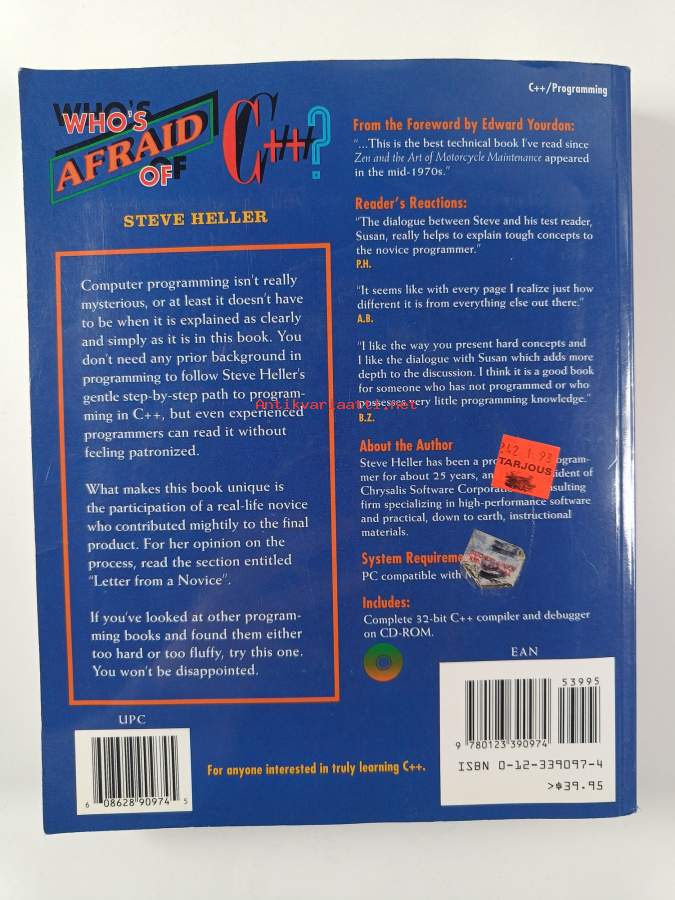 C++/Programming
WHO'S
AFRAID
OF
C++?
STEVE HELLER
Computer programming isn't really
mysterious, or at least it doesn't have
to be when it is explained as clearly
and simply as it is in this book. You
don't need any prior background in
programming to follow Steve Heller's
gentle step-by-step path to program-
ming in C++, but even experienced
programmers can read it without
feeling patronized.
What makes this book unique is
the participation of a real-life novice
who contributed mightily to the final
product. For her opinion on the
process, read the section entitled
"Letter from a Novice".
If you've looked at other program-
ming books and found them either
too hard or too fluffy, try this one.
You won't be disappointed.
From the Foreword by Edward Yourdon:
"...This is the best technical book I've read since
Zen and the Art of Motorcycle Maintenance appeared
in the mid-1970s."
Reader's Reactions:
"The dialogue between Steve and his test reader,
Susan, really helps to explain tough concepts to
the novice programmer."
P.H.
"It seems like with every page I realize just how
different it is from everything else out there."
A.B.
"I like the way you present hard concepts and
I like the dialogue with Susan which adds more
depth to the discussion. I think it is a good book
for someone who has not programmed or who
possesses very little programming knowledge."
B.Z.
About the Author
Steve Heller has been a program-
mer for about 25 years, and ident of
Chrysalis Software Corporati nsulting
firm specializing in high-performance software
and practical, down to earth, instructional
materials.
TARJOUS
System Requireme
PC compatible with
Includes:
Complete 32-bit C++ compiler and debugger
on CD-ROM.
Antikvariaatti.net
UPC
6 08628 90974 5
For anyone interested in truly learning C++.
EAN
53995
9 780123 390974
ISBN 0-12-339097-4
>$39.95